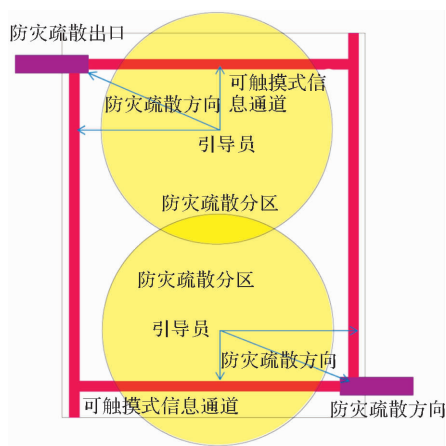 防灾疏散出口
可触摸式信
息通道
防灾疏散方向
引导员
防灾疏散分区
防灾疏散分区
引导员
防灾疏散方向
可触摸式信息通道
防灾疏散方向